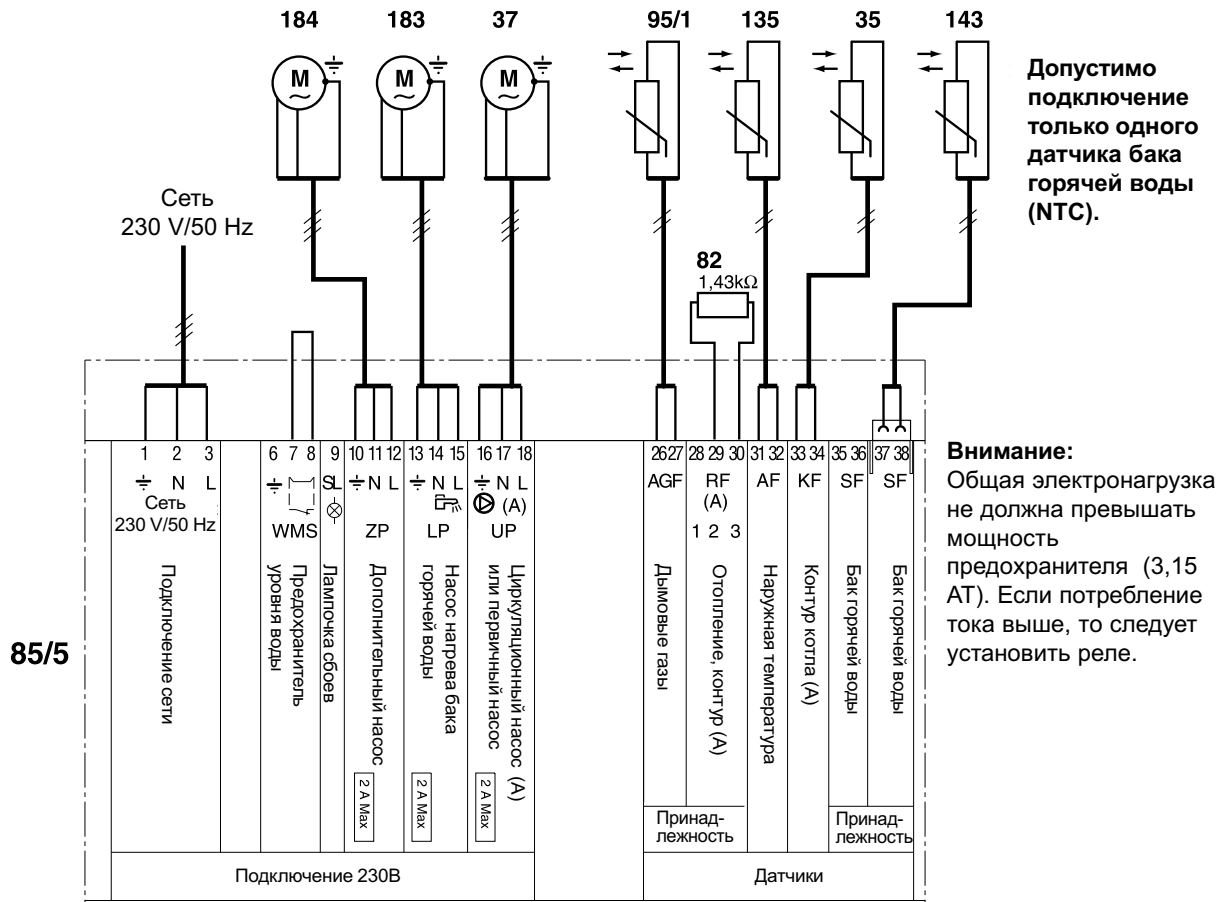 184 183 37 95/1 135 35 143
M M M
~ ~ ~
Допустимо
подключение
только одного
датчика бака
горячей воды
(NTC).
Сеть
230 V/50 Hz
82
1,43kΩ
1 2 3 6 7 8 9 10 11 12 13 14 15 16 17 18 26 27 28 29 30 31 32 33 34 35 36 37 38
N L SL N L N L N L AGF RF AF KF SF SF
(A) (A)
Сеть
230 V/50 Hz
WMS ZP LP UP 1 2 3
Подключение сети
Предохранитель
уровня воды
Лампочка сбоев
Дополнительный насос
Насос нагрева бака
горячей воды
Циркуляционный насос (A)
или первичный насос
Дымовые газы
Отопление, контур (A)
Наружная температура
Контур котла (A)
Бак горячей воды
Бак горячей воды
2 A Max 2 A Max 2 A Max
Принад-
лежность
Принад-
лежность
Подключение 230В Датчики
85/5
Внимание:
Общая электронагрузка
не должна превышать
мощность
предохранителя (3,15
АТ). Если потребление
тока выше, то следует
установить реле.